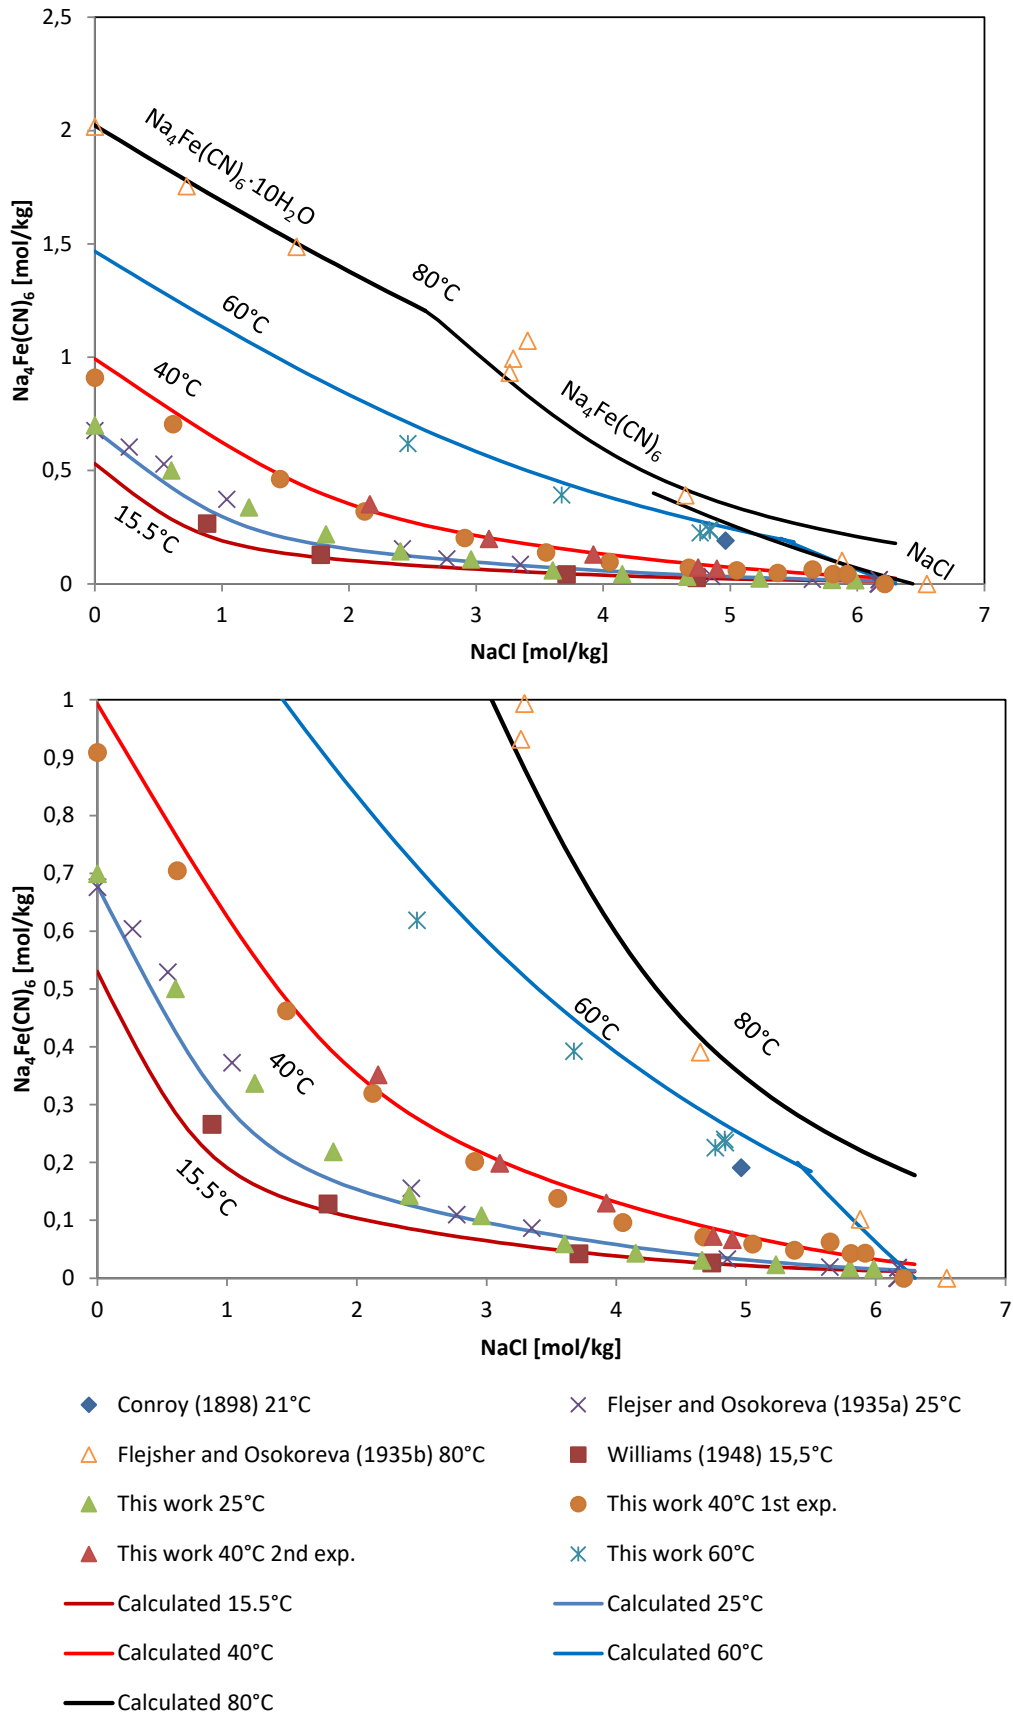 2,5
2
1,5
1
0,5
0
0 1 2 3 4 5 6 7
Na₄Fe(CN)₆ [mol/kg]
NaCl [mol/kg]
Na₄Fe(CN)₆·10H₂O
80°C
60°C
40°C
Na₄Fe(CN)₆
15.5°C
NaCl
1
0,9
0,8
0,7
0,6
0,5
0,4
0,3
0,2
0,1
0
0 1 2 3 4 5 6 7
Na₄Fe(CN)₆ [mol/kg]
NaCl [mol/kg]
60°C
80°C
40°C
15.5°C
Conroy (1898) 21°C
Flejser and Osokoreva (1935a) 25°C
Flejsher and Osokoreva (1935b) 80°C
Williams (1948) 15,5°C
This work 25°C
This work 40°C 1st exp.
This work 40°C 2nd exp.
This work 60°C
Calculated 15.5°C
Calculated 25°C
Calculated 40°C
Calculated 60°C
Calculated 80°C